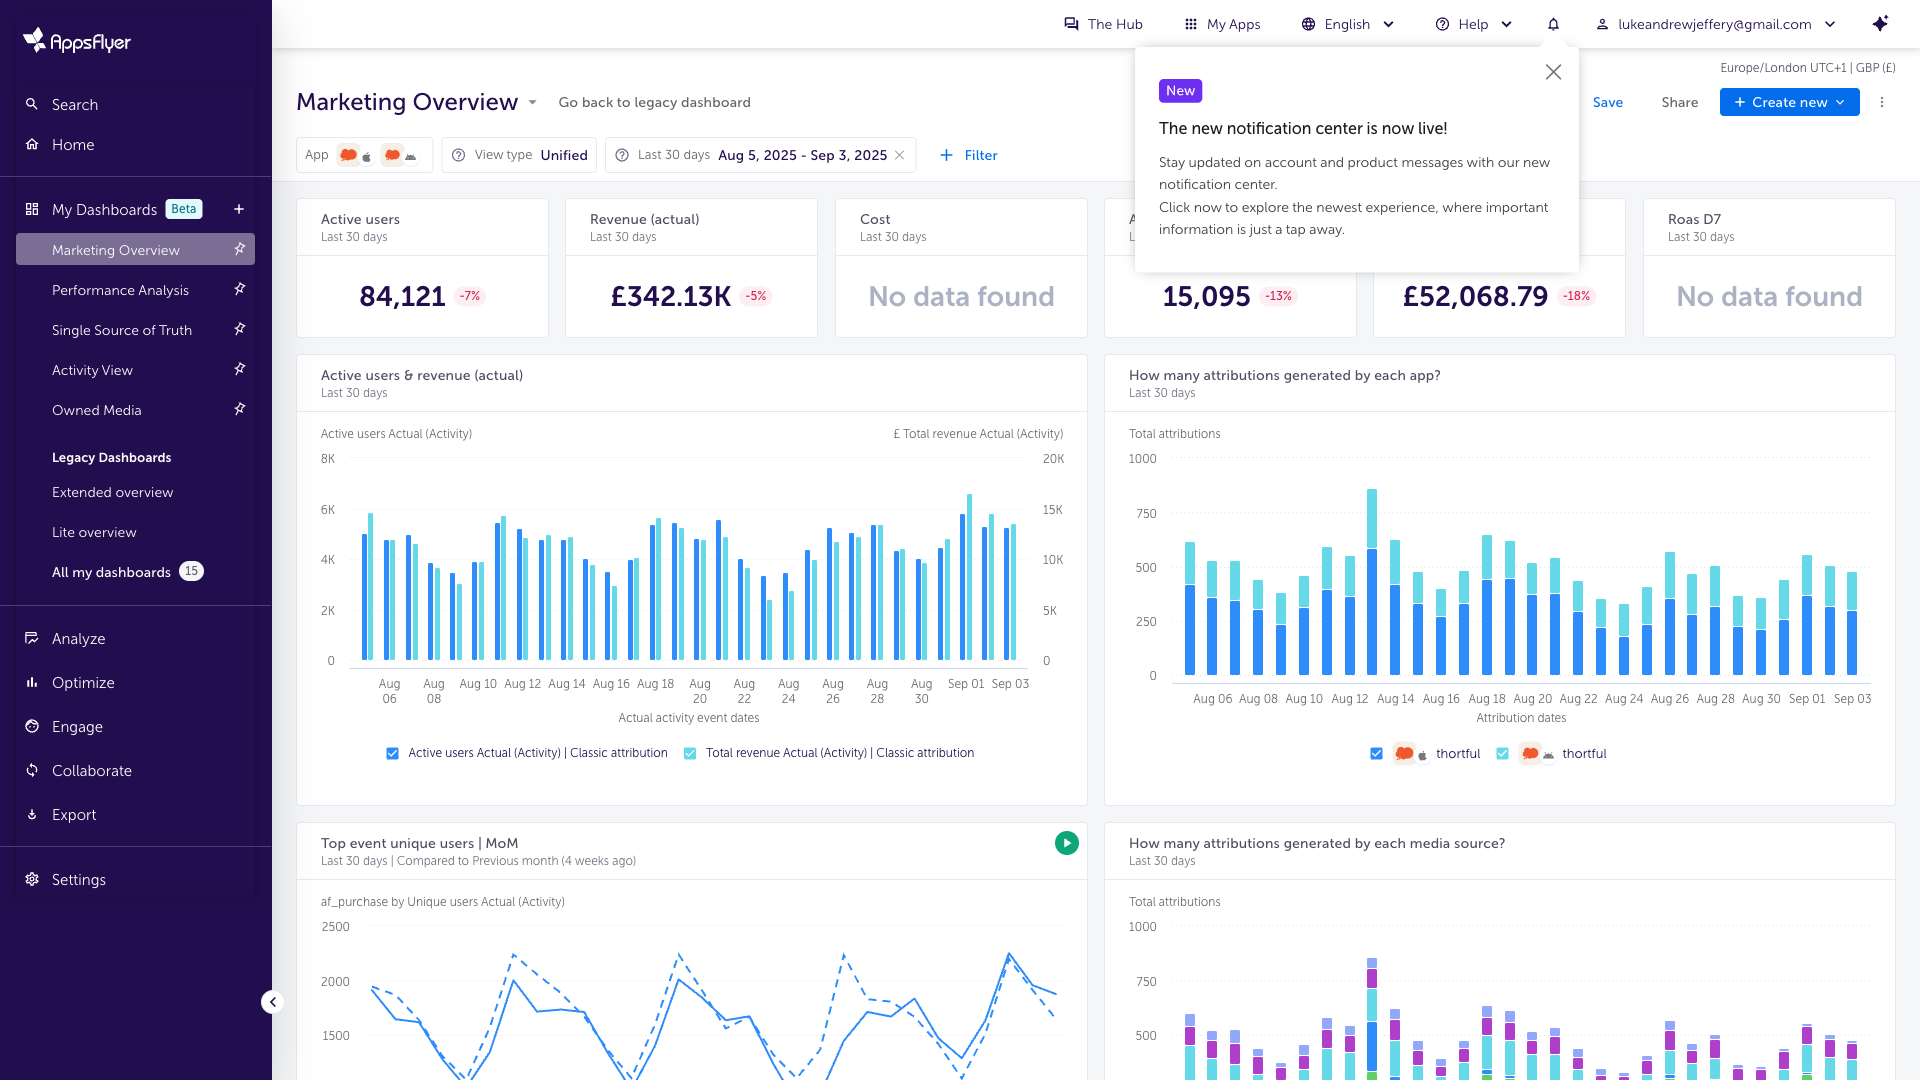 AppsFlyer
The Hub
My Apps
English
Help
lukeandrewjeffery@gmail.com
Search
Home
My Dashboards Beta
Marketing Overview
Performance Analysis
Single Source of Truth
Activity View
Owned Media
Legacy Dashboards
Extended overview
Lite overview
All my dashboards 15
Analyze
Optimize
Engage
Collaborate
Export
Settings
Europe/London UTC+1 | GBP (£)
Marketing Overview
Go back to legacy dashboard
Save
Share
+ Create new
App
View type Unified
Last 30 days Aug 5, 2025 - Sep 3, 2025
+ Filter
New
The new notification center is now live!
Stay updated on account and product messages with our new
notification center.
Click now to explore the newest experience, where important
information is just a tap away.
Active users
Last 30 days
84,121 -7%
Revenue (actual)
Last 30 days
£342.13K -5%
Cost
Last 30 days
No data found
15,095 -13%
£52,068.79 -18%
Roas D7
Last 30 days
No data found
Active users & revenue (actual)
Last 30 days
Active users Actual (Activity)
£ Total revenue Actual (Activity)
8K
6K
4K
2K
0
20K
15K
10K
5K
0
Aug 06 Aug 08 Aug 10 Aug 12 Aug 14 Aug 16 Aug 18 Aug 20 Aug 22 Aug 24 Aug 26 Aug 28 Aug 30 Sep 01 Sep 03
Actual activity event dates
Active users Actual (Activity) | Classic attribution
Total revenue Actual (Activity) | Classic attribution
How many attributions generated by each app?
Last 30 days
Total attributions
1000
750
500
250
0
Aug 06 Aug 08 Aug 10 Aug 12 Aug 14 Aug 16 Aug 18 Aug 20 Aug 22 Aug 24 Aug 26 Aug 28 Aug 30 Sep 01 Sep 03
Attribution dates
thortful
thortful
Top event unique users | MoM
Last 30 days | Compared to Previous month (4 weeks ago)
af_purchase by Unique users Actual (Activity)
2500
2000
1500
How many attributions generated by each media source?
Last 30 days
Total attributions
1000
750
500